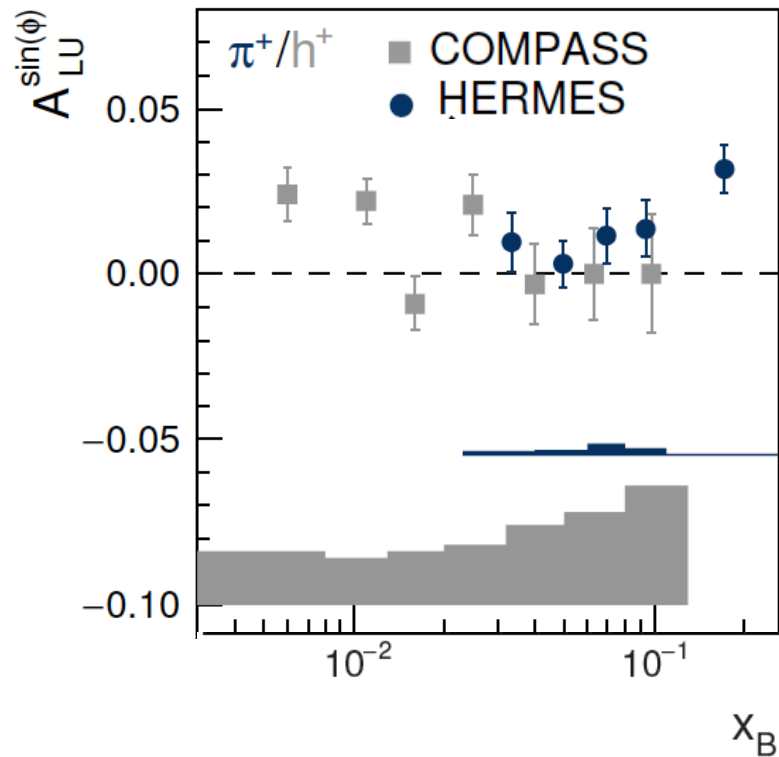 A_LU^sin(ϕ)
π⁺/h⁺
COMPASS
HERMES
0.05
0.00
−0.05
−0.10
10⁻²
10⁻¹
x_B